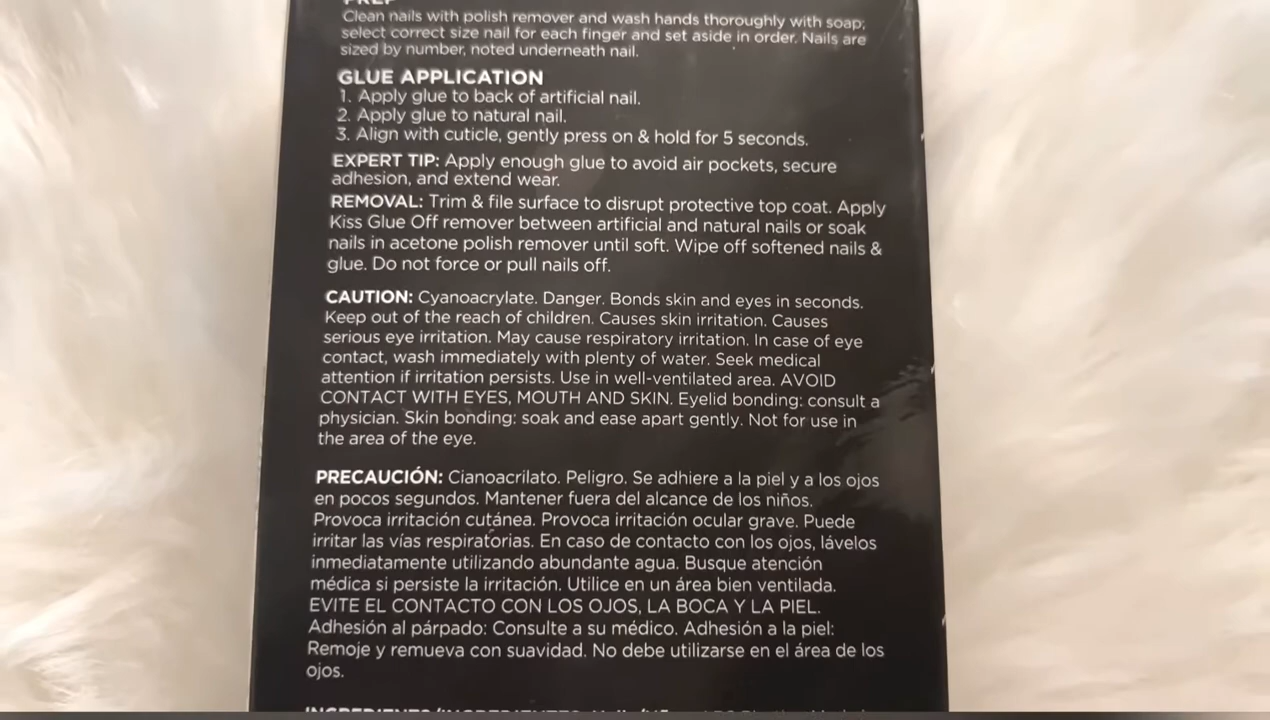 PREP
Clean nails with polish remover and wash hands thoroughly with soap;
select correct size nail for each finger and set aside in order. Nails are
sized by number, noted underneath nail.
GLUE APPLICATION
1. Apply glue to back of artificial nail.
2. Apply glue to natural nail.
3. Align with cuticle, gently press on & hold for 5 seconds.
EXPERT TIP: Apply enough glue to avoid air pockets, secure
adhesion, and extend wear.
REMOVAL: Trim & file surface to disrupt protective top coat. Apply
Kiss Glue Off remover between artificial and natural nails or soak
nails in acetone polish remover until soft. Wipe off softened nails &
glue. Do not force or pull nails off.
CAUTION: Cyanoacrylate. Danger. Bonds skin and eyes in seconds.
Keep out of the reach of children. Causes skin irritation. Causes
serious eye irritation. May cause respiratory irritation. In case of eye
contact, wash immediately with plenty of water. Seek medical
attention if irritation persists. Use in well-ventilated area. AVOID
CONTACT WITH EYES, MOUTH AND SKIN. Eyelid bonding: consult a
physician. Skin bonding: soak and ease apart gently. Not for use in
the area of the eye.
PRECAUCIÓN: Cianoacrilato. Peligro. Se adhiere a la piel y a los ojos
en pocos segundos. Mantener fuera del alcance de los niños.
Provoca irritación cutánea. Provoca irritación ocular grave. Puede
irritar las vías respiratorias. En caso de contacto con los ojos, lávelos
inmediatamente utilizando abundante agua. Busque atención
médica si persiste la irritación. Utilice en un área bien ventilada.
EVITE EL CONTACTO CON LOS OJOS, LA BOCA Y LA PIEL.
Adhesión al párpado: Consulte a su médico. Adhesión a la piel:
Remoje y remueva con suavidad. No debe utilizarse en el área de los
ojos.